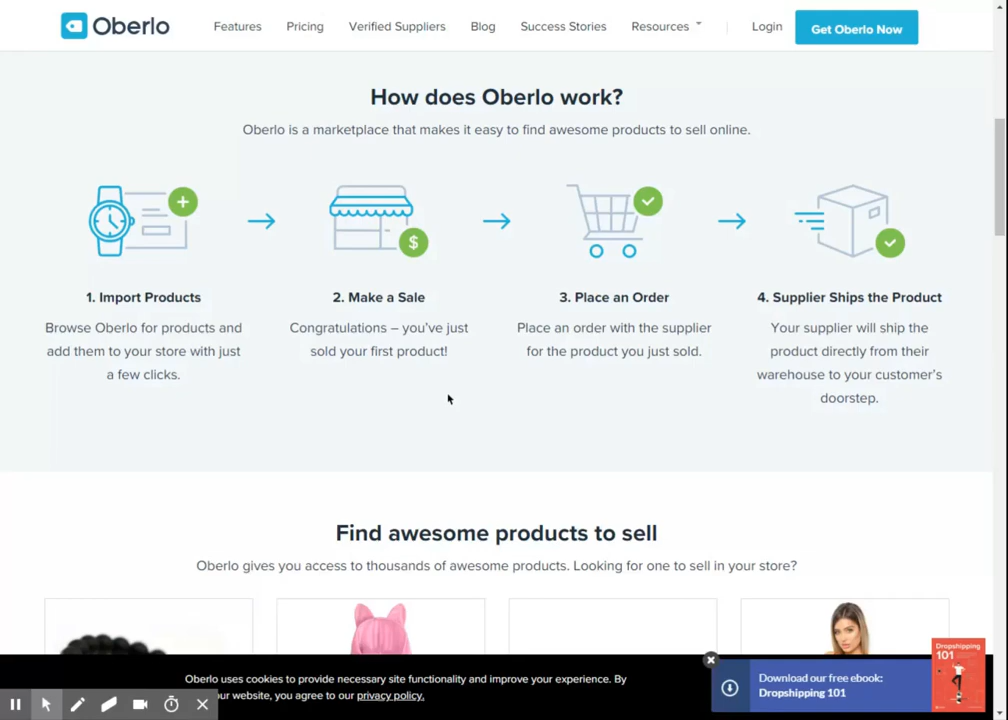 Oberlo Features Pricing Verified Suppliers Blog Success Stories Resources Login Get Oberlo Now
How does Oberlo work?
Oberlo is a marketplace that makes it easy to find awesome products to sell online.
1. Import Products
Browse Oberlo for products and
add them to your store with just
a few clicks.
$
2. Make a Sale
Congratulations – you've just
sold your first product!
3. Place an Order
Place an order with the supplier
for the product you just sold.
4. Supplier Ships the Product
Your supplier will ship the
product directly from their
warehouse to your customer's
doorstep.
Find awesome products to sell
Oberlo gives you access to thousands of awesome products. Looking for one to sell in your store?
Oberlo uses cookies to provide necessary site functionality and improve your experience. By
our website, you agree to our privacy policy.
Download our free ebook:
Dropshipping 101
Dropshipping
101